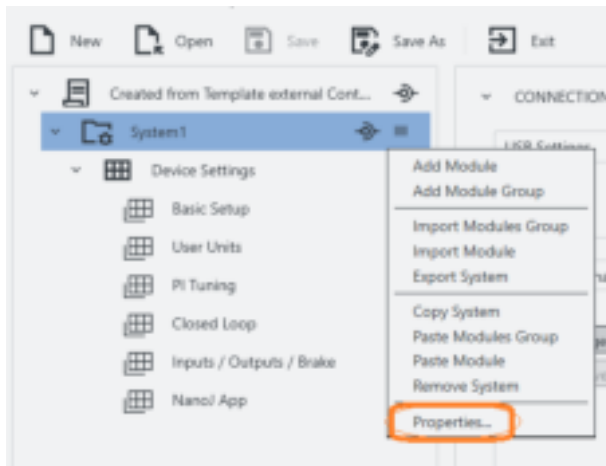 New Open Save Save As Exit
Created from Template external Cont...
CONNECTION
System1
USB Settings
Device Settings
Basic Setup
User Units
PI Tuning
Closed Loop
Inputs / Outputs / Brake
NanoJ App
Add Module
Add Module Group
Import Modules Group
Import Module
Export System
Copy System
Paste Modules Group
Paste Module
Remove System
Properties...